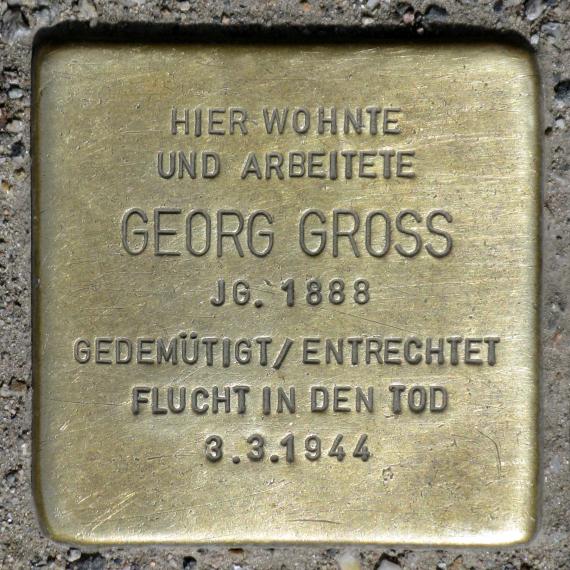 HIER WOHNTE
UND ARBEITETE
GEORG GROSS
JG. 1888
GEDEMÜTIGT/ENTRECHTET
FLUCHT IN DEN TOD
3.3.1944